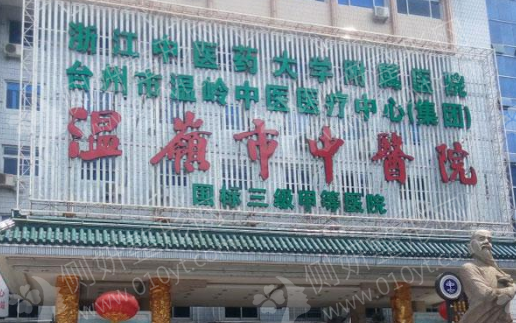 浙江中医药大学附属医院
台州市温岭中医医疗中心(集团)
温嶺市中醫院
国标三级甲等医院